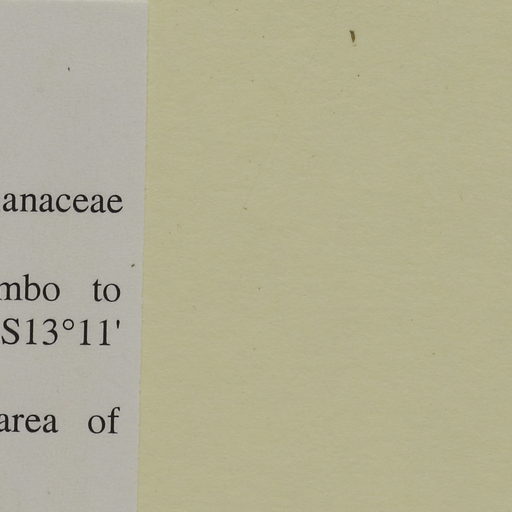 anaceae
mbo to
S13°11'
area of